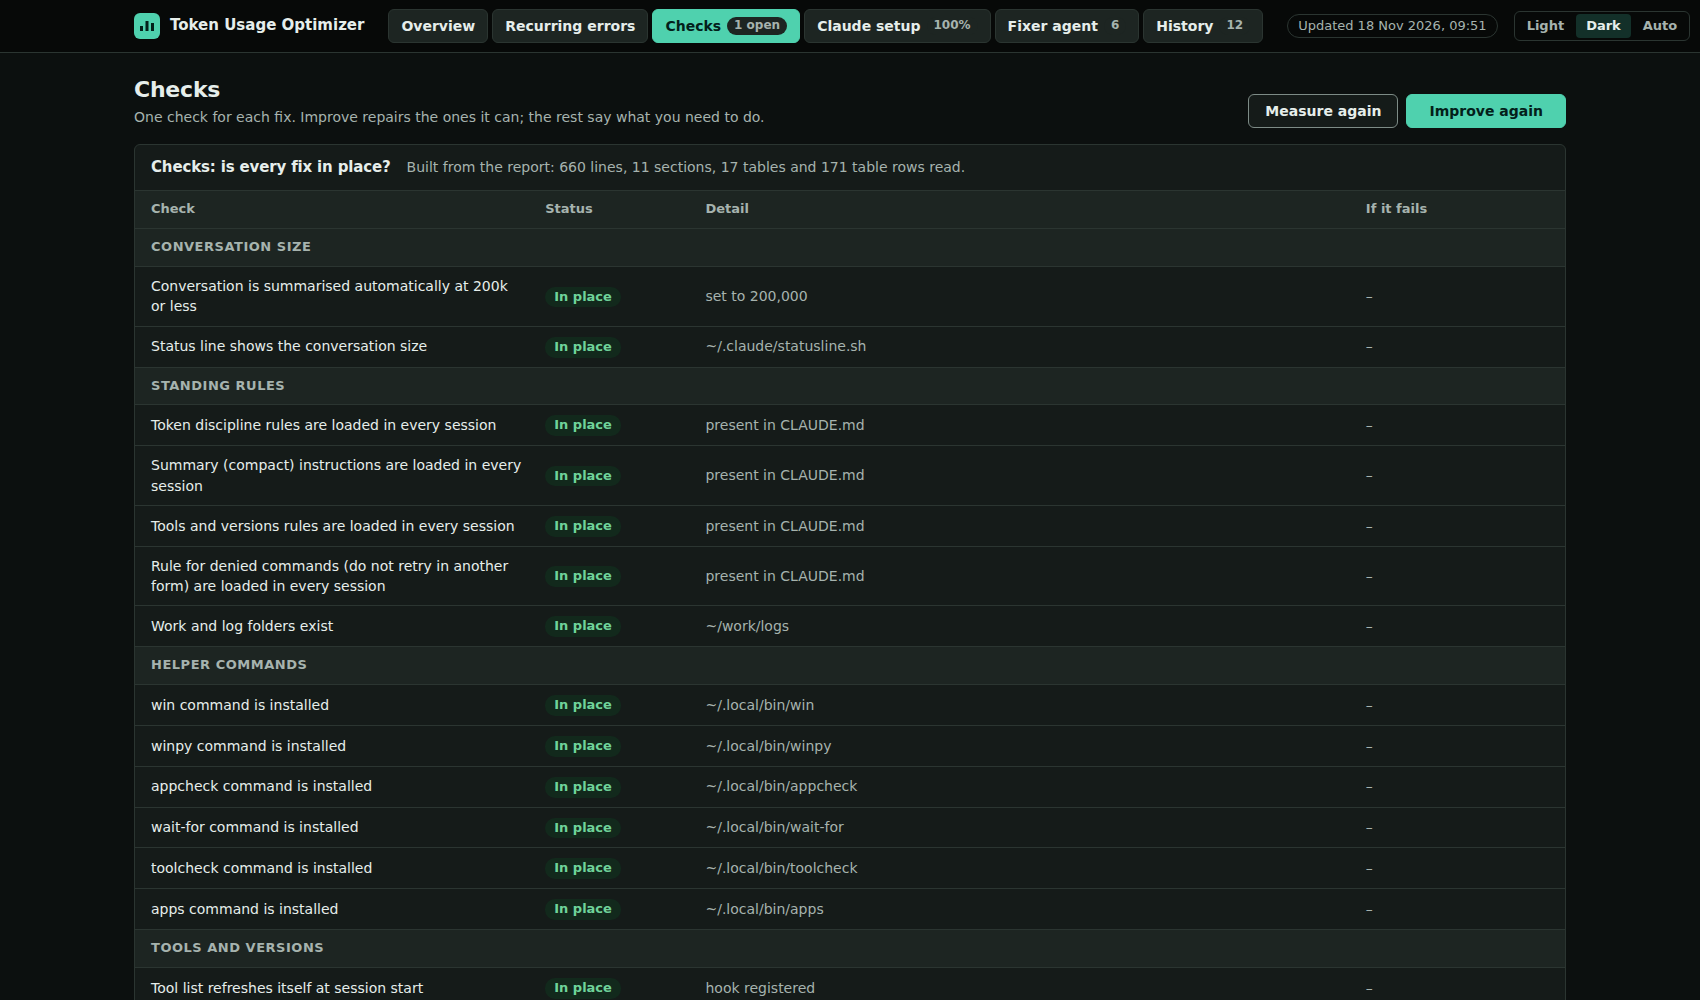 Token Usage Optimizer
Overview
Recurring errors
Checks 1 open
Claude setup 100%
Fixer agent 6
History 12
Updated 18 Nov 2026, 09:51
Light Dark Auto
Checks
One check for each fix. Improve repairs the ones it can; the rest say what you need to do.
Measure again
Improve again
Checks: is every fix in place? Built from the report: 660 lines, 11 sections, 17 tables and 171 table rows read.
Check Status Detail If it fails
CONVERSATION SIZE
Conversation is summarised automatically at 200k
or less
In place set to 200,000 –
Status line shows the conversation size In place ~/.claude/statusline.sh –
STANDING RULES
Token discipline rules are loaded in every session In place present in CLAUDE.md –
Summary (compact) instructions are loaded in every
session
In place present in CLAUDE.md –
Tools and versions rules are loaded in every session In place present in CLAUDE.md –
Rule for denied commands (do not retry in another
form) are loaded in every session
In place present in CLAUDE.md –
Work and log folders exist In place ~/work/logs –
HELPER COMMANDS
win command is installed In place ~/.local/bin/win –
winpy command is installed In place ~/.local/bin/winpy –
appcheck command is installed In place ~/.local/bin/appcheck –
wait-for command is installed In place ~/.local/bin/wait-for –
toolcheck command is installed In place ~/.local/bin/toolcheck –
apps command is installed In place ~/.local/bin/apps –
TOOLS AND VERSIONS
Tool list refreshes itself at session start In place hook registered –